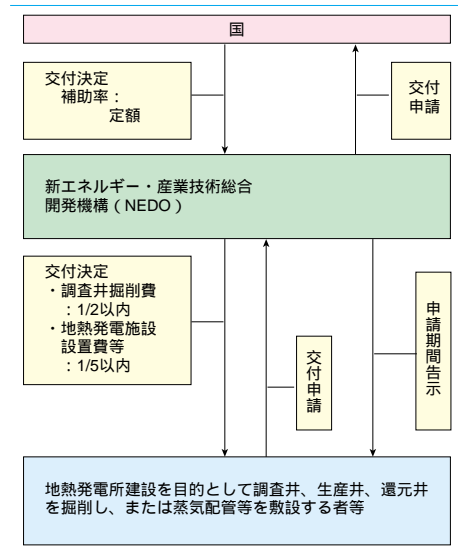 国
交付決定
補助率：
定額
交付
申請
新エネルギー・産業技術総合
開発機構（NEDO）
交付決定
・調査井掘削費
：1/2以内
・地熱発電施設
設置費等
：1/5以内
交付申請
申請期間告示
地熱発電所建設を目的として調査井、生産井、還元井
を掘削し、または蒸気配管等を敷設する者等